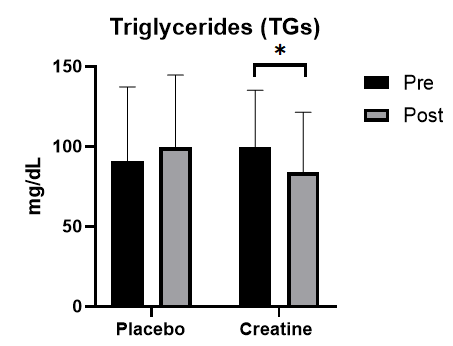 Triglycerides (TGs)
*
150
100
50
0
mg/dL
Placebo
Creatine
Pre
Post